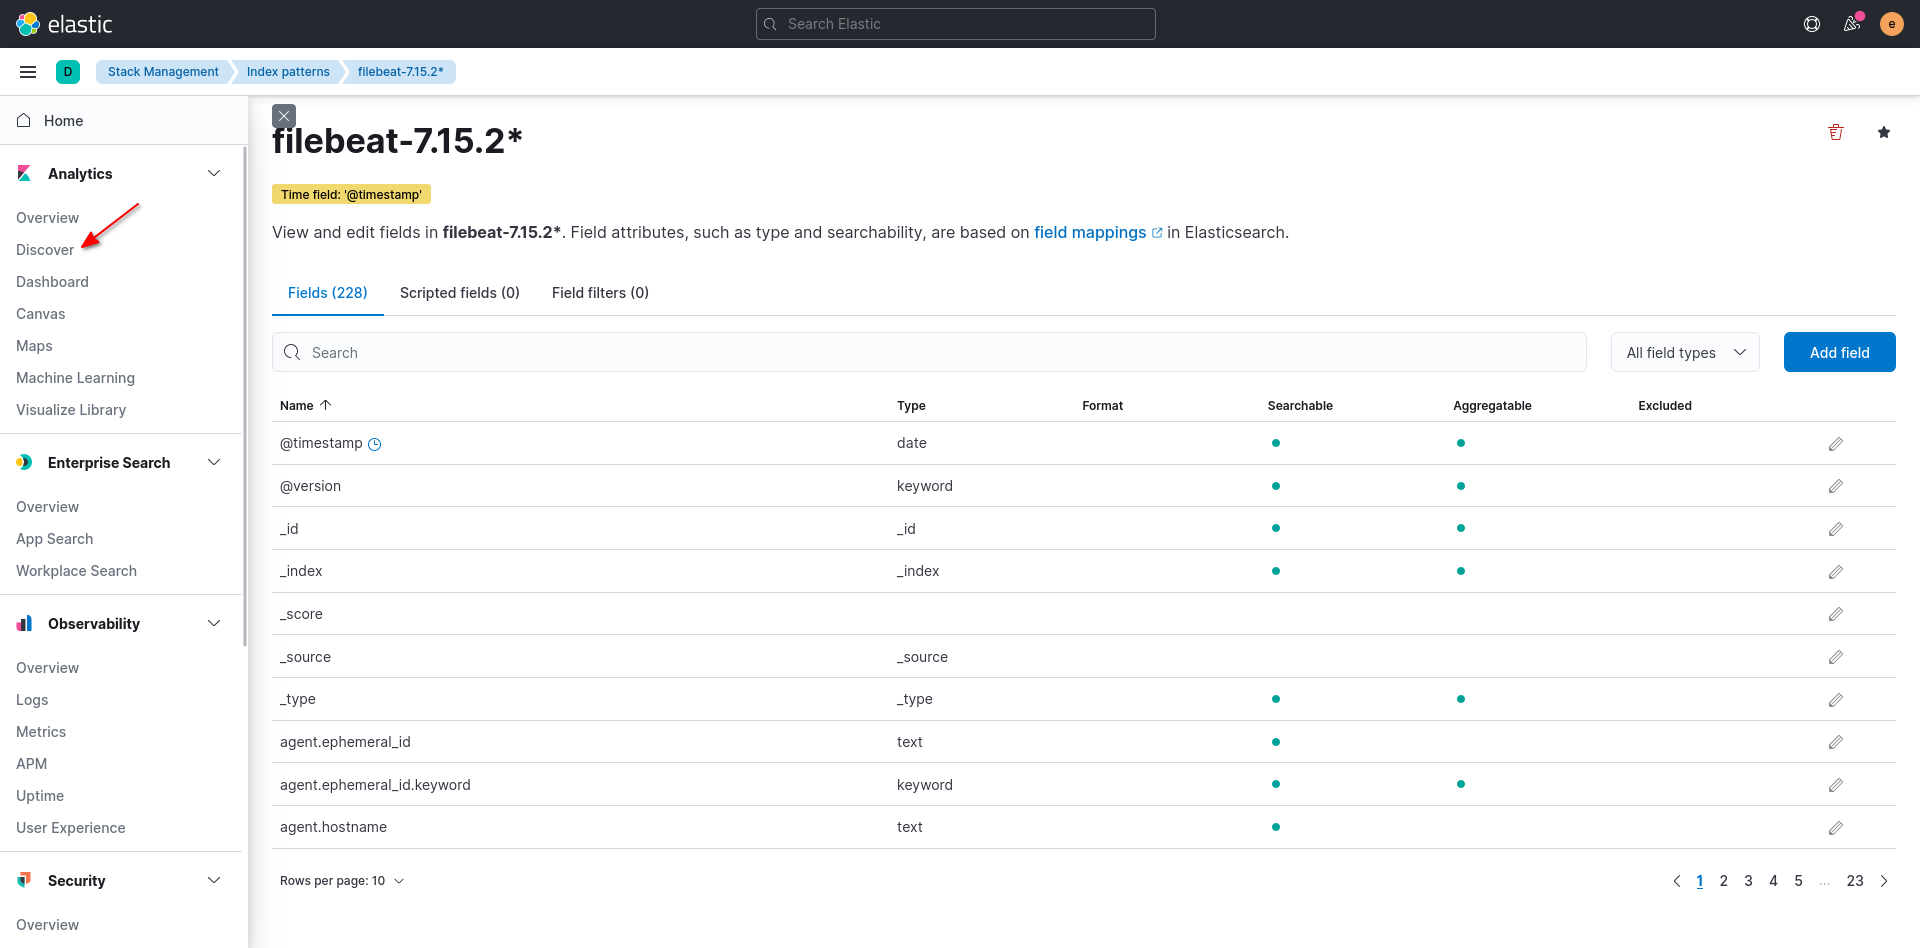 elastic
Search Elastic
e
D
Stack Management
Index patterns
filebeat-7.15.2*
Home
Analytics
Overview
Discover
Dashboard
Canvas
Maps
Machine Learning
Visualize Library
Enterprise Search
Overview
App Search
Workplace Search
Observability
Overview
Logs
Metrics
APM
Uptime
User Experience
Security
Overview
filebeat-7.15.2*
Time field: '@timestamp'
View and edit fields in filebeat-7.15.2*. Field attributes, such as type and searchability, are based on field mappings in Elasticsearch.
Fields (228) Scripted fields (0) Field filters (0)
Search
All field types
Add field
Name Type Format Searchable Aggregatable Excluded
@timestamp date
@version keyword
_id _id
_index _index
_score
_source _source
_type _type
agent.ephemeral_id text
agent.ephemeral_id.keyword keyword
agent.hostname text
Rows per page: 10
1 2 3 4 5 ... 23